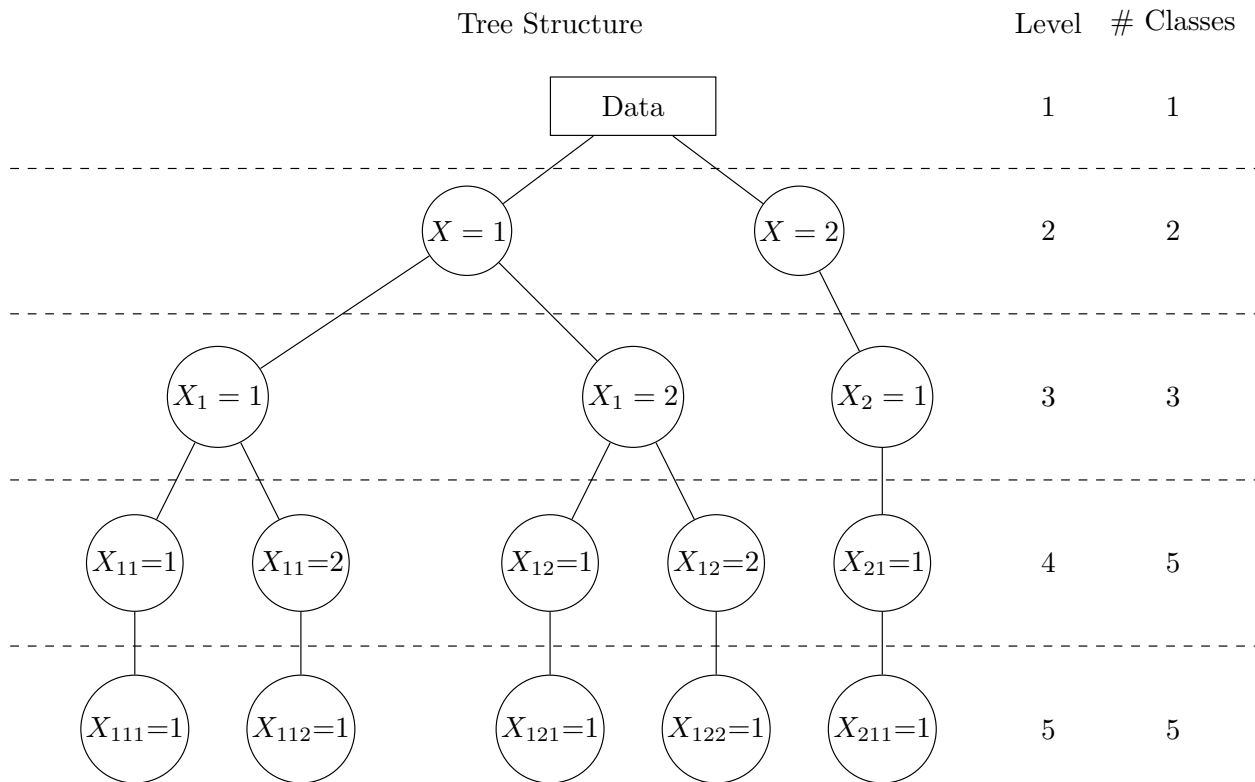 Tree Structure Level # Classes
Data 1 1
X = 1 X = 2 2 2
X₁ = 1 X₁ = 2 X₂ = 1 3 3
X₁₁=1 X₁₁=2 X₁₂=1 X₁₂=2 X₂₁=1 4 5
X₁₁₁=1 X₁₁₂=1 X₁₂₁=1 X₁₂₂=1 X₂₁₁=1 5 5